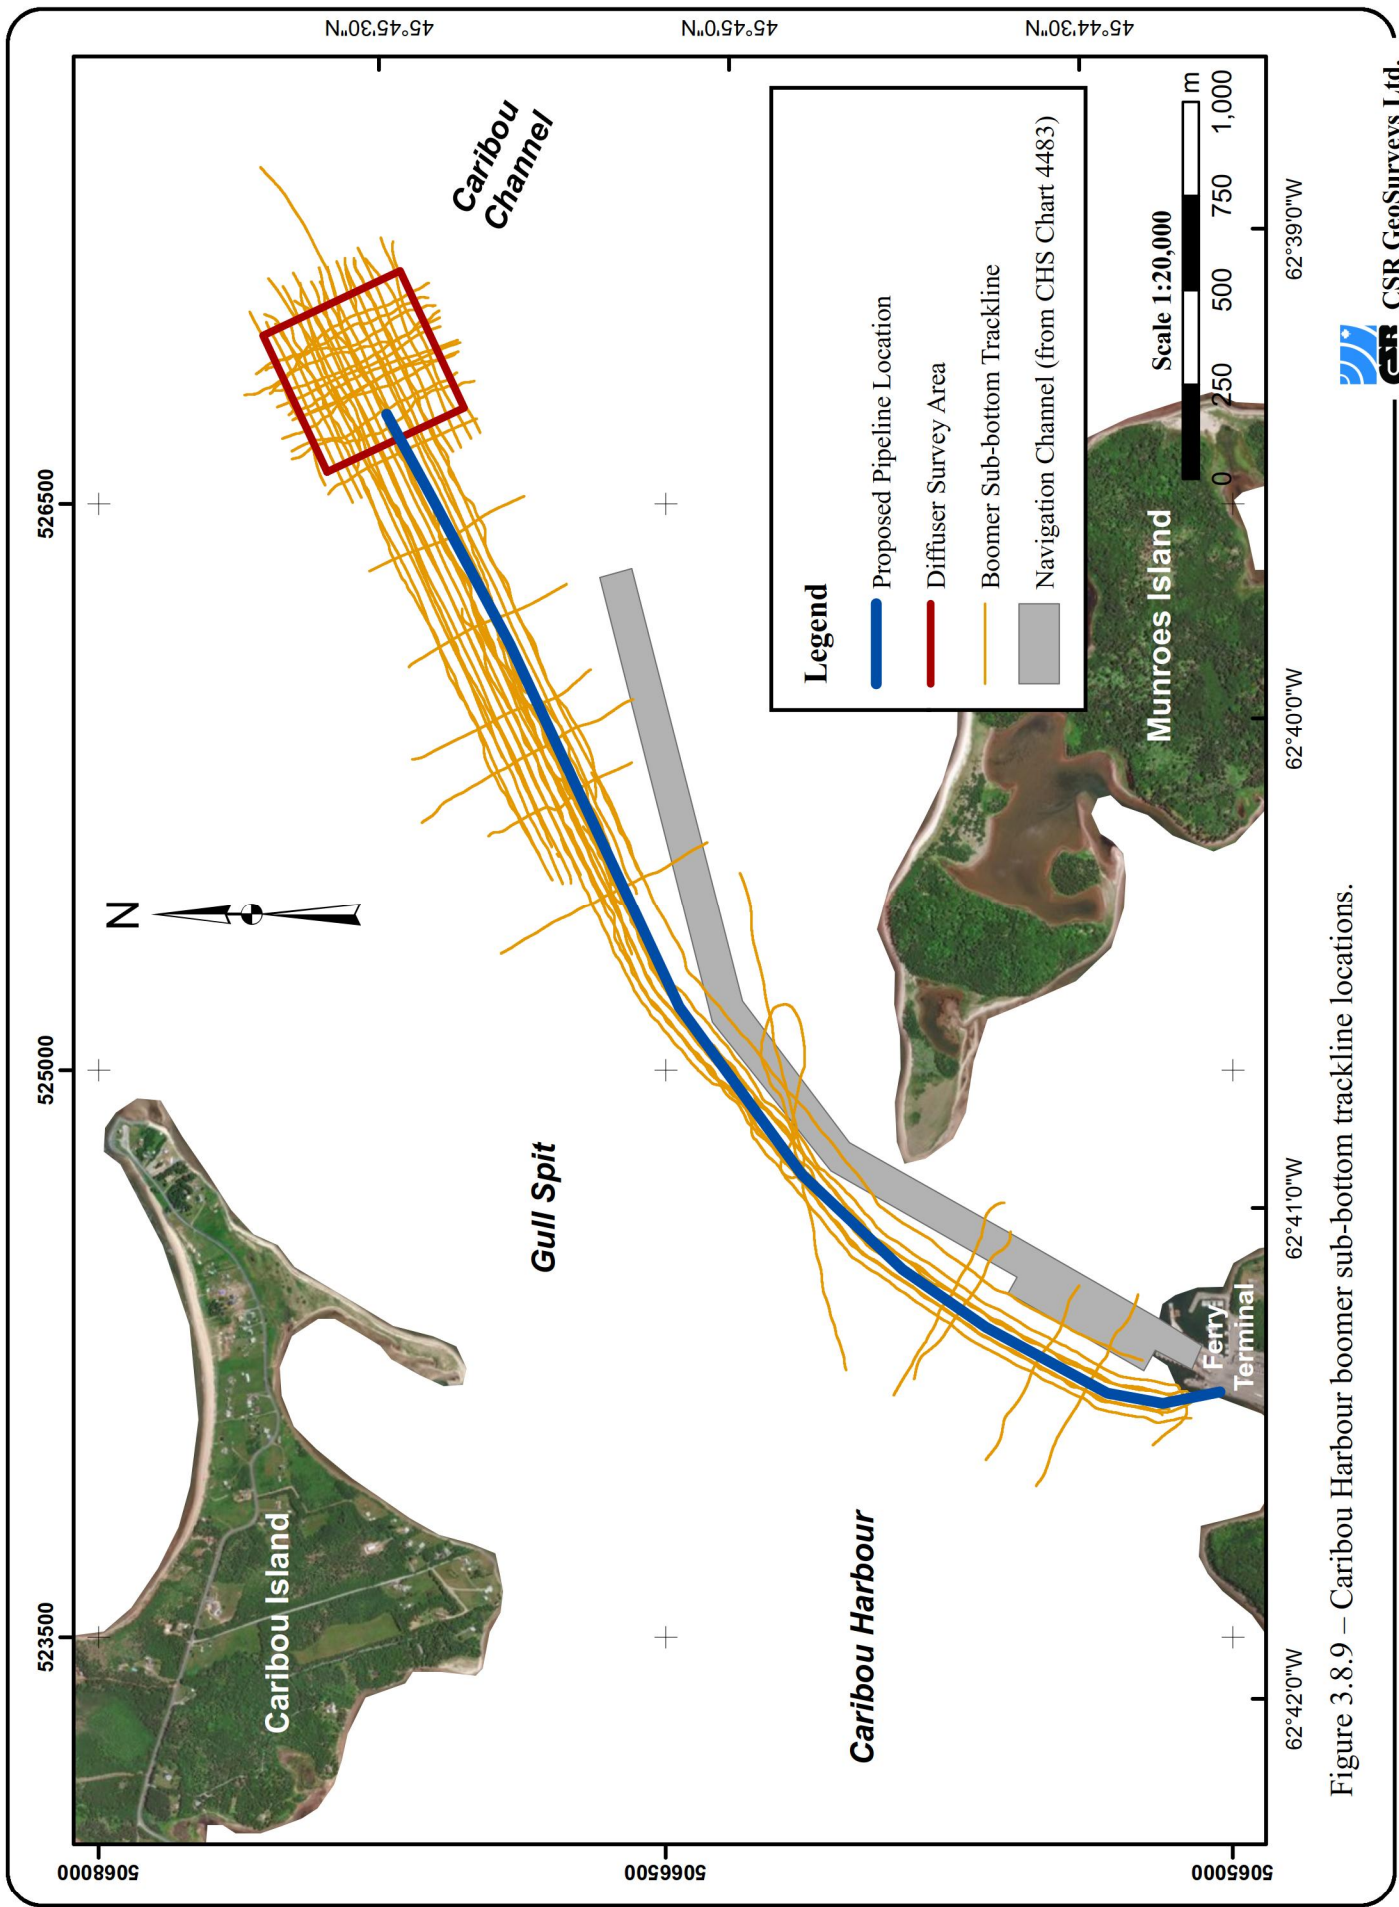 523500
525000
526500
5068000
5066500
5065000
45°45'30"N
45°45'0"N
45°44'30"N
N
Caribou
Channel
Gull Spit
Caribou Island
Caribou Harbour
Munroes Island
Ferry
Terminal
Legend
Proposed Pipeline Location
Diffuser Survey Area
Boomer Sub-bottom Trackline
Navigation Channel (from CHS Chart 4483)
Scale 1:20,000
m
0 250 500 750 1,000
62°42'0"W
62°41'0"W
62°40'0"W
62°39'0"W
Figure 3.8.9 – Caribou Harbour boomer sub-bottom trackline locations.
CSR
CSR GeoSurveys Ltd.